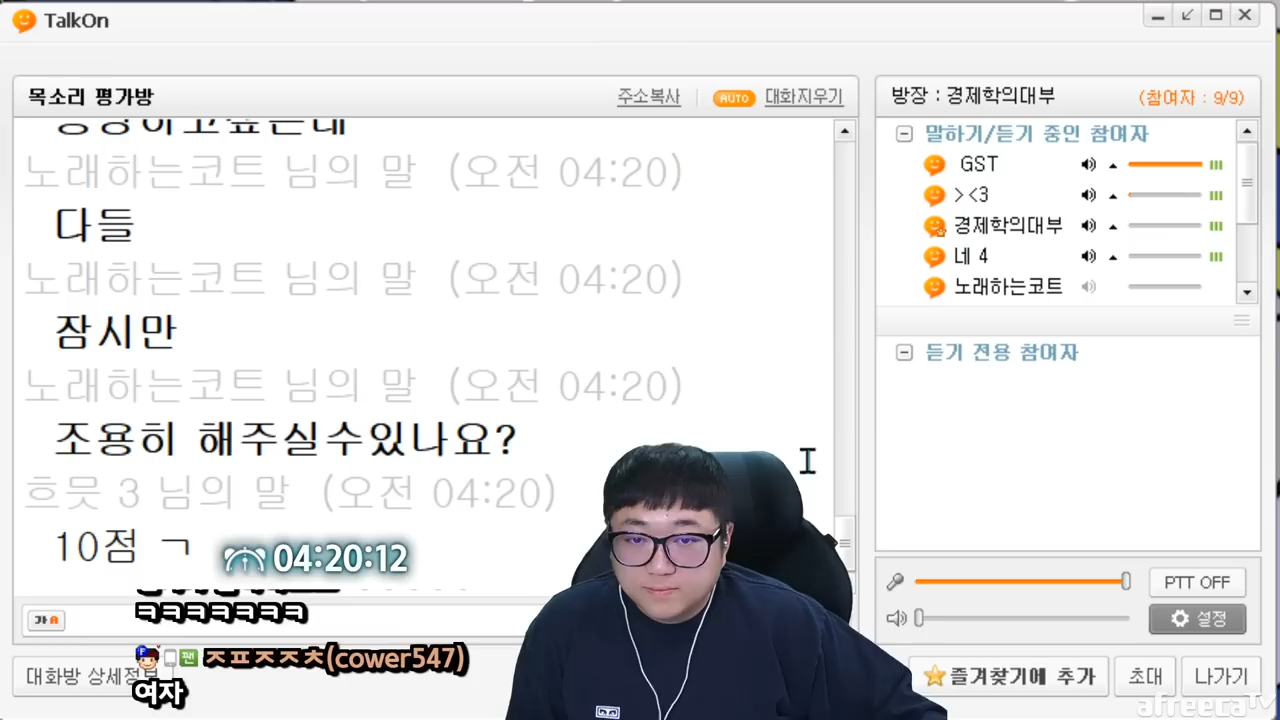 TalkOn
목소리 평가방
주소복사
AUTO 대화지우기
노래하는코트 님의 말 (오전 04:20)
다들
노래하는코트 님의 말 (오전 04:20)
잠시만
노래하는코트 님의 말 (오전 04:20)
조용히 해주실수있나요?
흐뭇 3 님의 말 (오전 04:20)
10점 ㄱ
04:20:12
ㅋㅋㅋㅋㅋㅋㅋ
F 팬 ㅈㅍㅈㅈㅊ(cower547)
여자
가A
대화방 상세정보
방장 : 경제학의대부
(참여자 : 9/9)
말하기/듣기 중인 참여자
GST
><3
경제학의대부
네 4
노래하는코트
듣기 전용 참여자
PTT OFF
설정
즐겨찾기에 추가
초대
나가기
afreecaTV